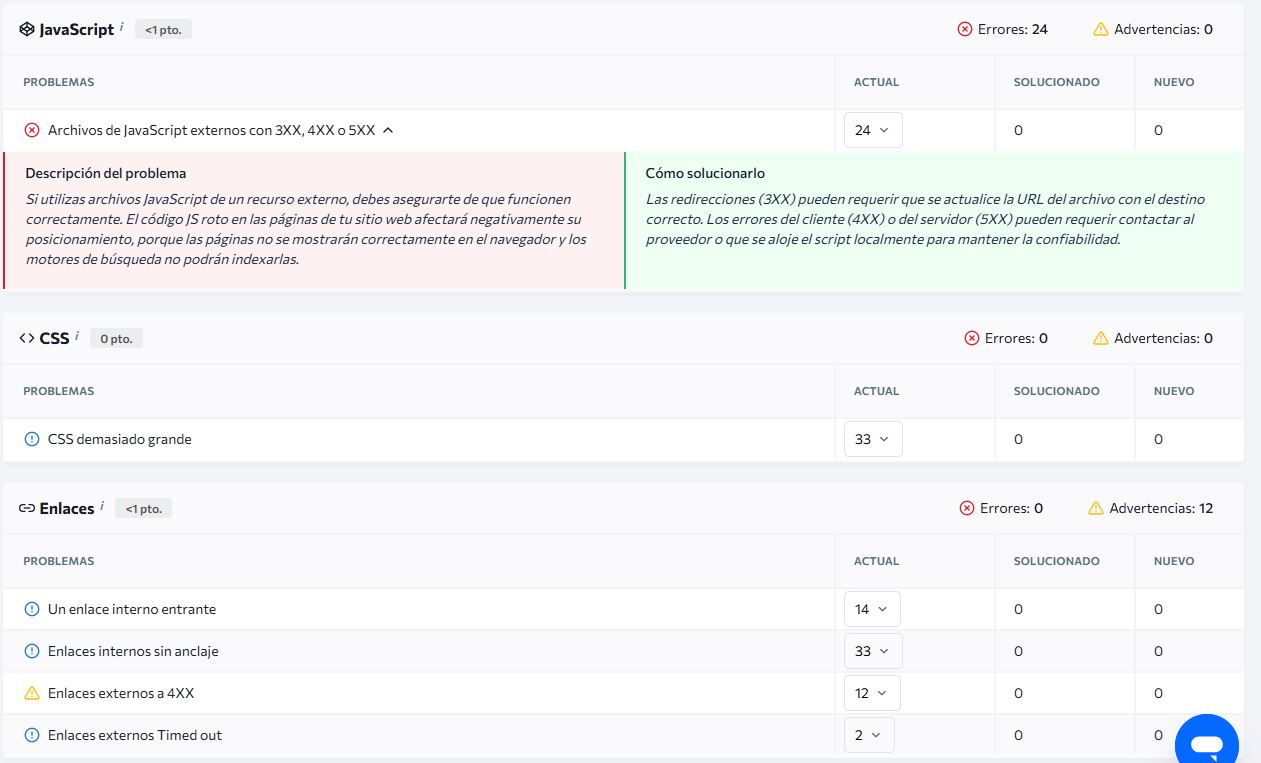 JavaScript i <1 pto. Errores: 24 Advertencias: 0
PROBLEMAS ACTUAL SOLUCIONADO NUEVO
Archivos de JavaScript externos con 3XX, 4XX o 5XX 24 0 0
Descripción del problema
Si utilizas archivos JavaScript de un recurso externo, debes asegurarte de que funcionen
correctamente. El código JS roto en las páginas de tu sitio web afectará negativamente su
posicionamiento, porque las páginas no se mostrarán correctamente en el navegador y los
motores de búsqueda no podrán indexarlas.
Cómo solucionarlo
Las redirecciones (3XX) pueden requerir que se actualice la URL del archivo con el destino
correcto. Los errores del cliente (4XX) o del servidor (5XX) pueden requerir contactar al
proveedor o que se aloje el script localmente para mantener la confiabilidad.
CSS i 0 pto. Errores: 0 Advertencias: 0
PROBLEMAS ACTUAL SOLUCIONADO NUEVO
CSS demasiado grande 33 0 0
Enlaces i <1 pto. Errores: 0 Advertencias: 12
PROBLEMAS ACTUAL SOLUCIONADO NUEVO
Un enlace interno entrante 14 0 0
Enlaces internos sin anclaje 33 0 0
Enlaces externos a 4XX 12 0 0
Enlaces externos Timed out 2 0 0